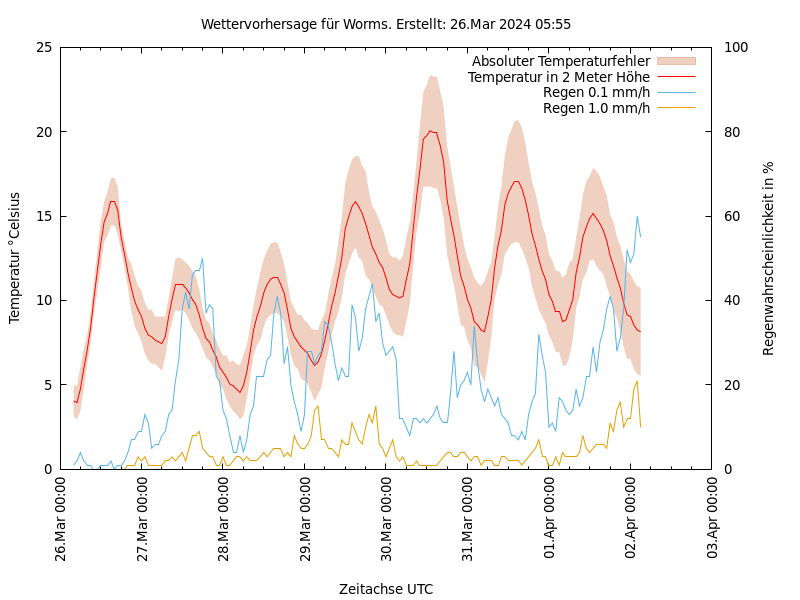 Wettervorhersage für Worms. Erstellt: 26.Mar 2024 05:55
25
20
15
10
5
0
100
80
60
40
20
0
Absoluter Temperaturfehler
Temperatur in 2 Meter Höhe
Regen 0.1 mm/h
Regen 1.0 mm/h
Temperatur °Celsius
Regenwahrscheinlichkeit in %
26.Mar 00:00
27.Mar 00:00
28.Mar 00:00
29.Mar 00:00
30.Mar 00:00
31.Mar 00:00
01.Apr 00:00
02.Apr 00:00
03.Apr 00:00
Zeitachse UTC